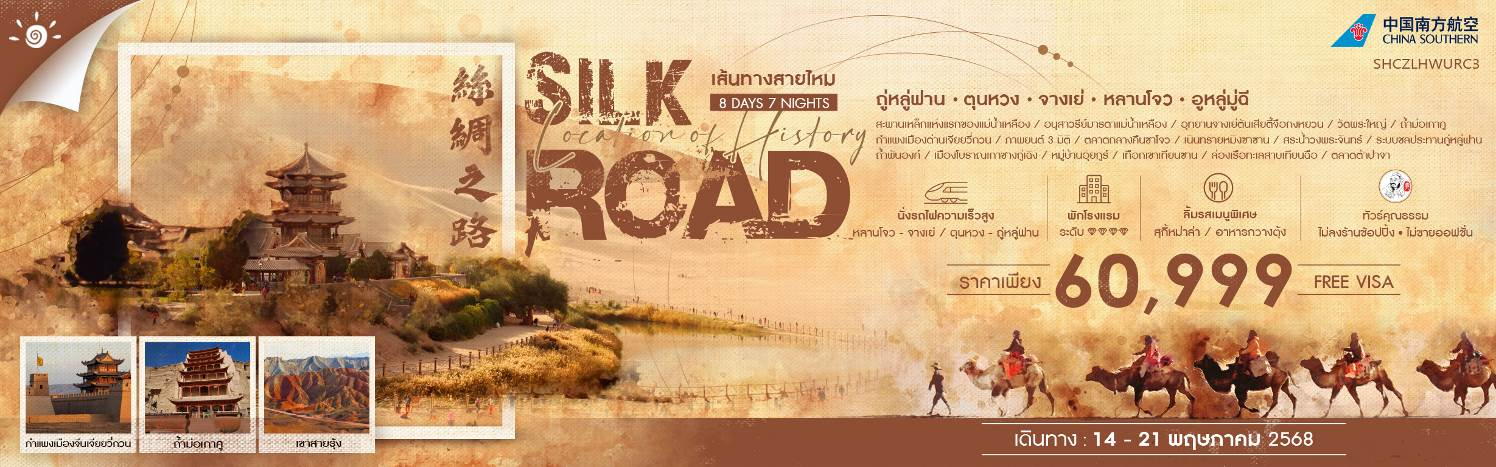 中国南方航空
CHINA SOUTHERN
SHCZLHWURC3
絲綢之路
SILK
ROAD
Location of History
เส้นทางสายไหม
8 DAYS 7 NIGHTS
ถู่หลู่ฟาน • ตุนหวง • จางเย่ • หลานโจว • อูหลู่มู่ฉี
สะพานเหล็กแห่งแรกของแม่น้ำเหลือง / อนุสาวรีย์มารดาแม่น้ำเหลือง / อุทยานจางเย่ตันเสียตี้จือกงหยวน / วัดพระใหญ่ / ถ้ำม่อเกาคู
กำแพงเมืองด่านเจียยวี่กวน / ภาพยนต์ 3 มิติ / ตลาดกลางคืนซาโจว / เนินทรายหมิงซาซาน / สระน้ำวงพระจันทร์ / ระบบชลประทานถู่หลู่ฟาน
ถ้ำพันองค์ / เมืองโบราณเกาชางกู่เฉิง / หมู่บ้านอุยกูร์ / เทือกเขาเทียนซาน / ล่องเรือทะเลสาบเทียนฉือ / ตลาดต้าปาจา
นั่งรถไฟความเร็วสูง
หลานโจว - จางเย่ / ตุนหวง - ถู่หลู่ฟาน
พักโรงแรม
ระดับ
ลิ้มรสเมนูพิเศษ
สุกี้หม่าล่า / อาหารกวางตุ้ง
ทัวร์คุณธรรม
ไม่ลงร้านช้อปปิ้ง • ไม่ขายออฟชั่น
ราคาเพียง
60,999
FREE VISA
กำแพงเมืองจีนเจียยวี่กวน
ถ้ำม่อเกาคู
เขาสายรุ้ง
เดินทาง : 14 - 21 พฤษภาคม 2568